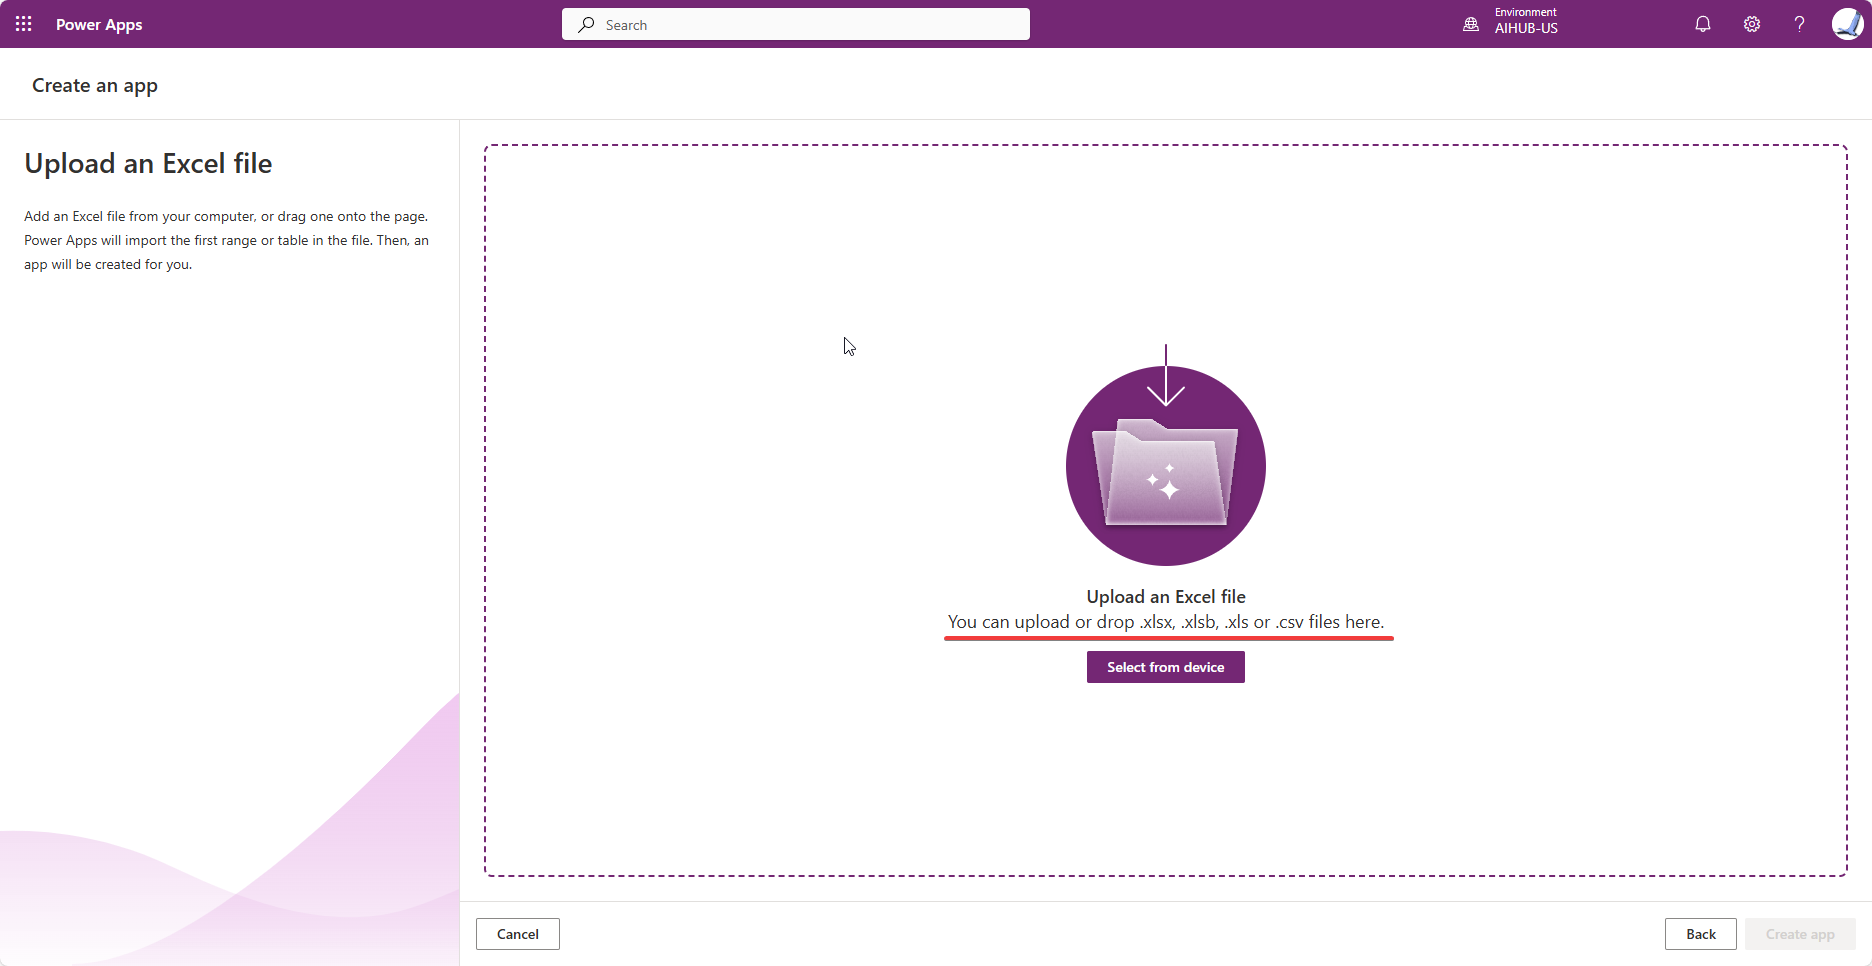 Power Apps
Search
Environment
AIHUB-US
Create an app
Upload an Excel file
Add an Excel file from your computer, or drag one onto the page.
Power Apps will import the first range or table in the file. Then, an
app will be created for you.
Upload an Excel file
You can upload or drop .xlsx, .xlsb, .xls or .csv files here.
Select from device
Cancel
Back
Create app